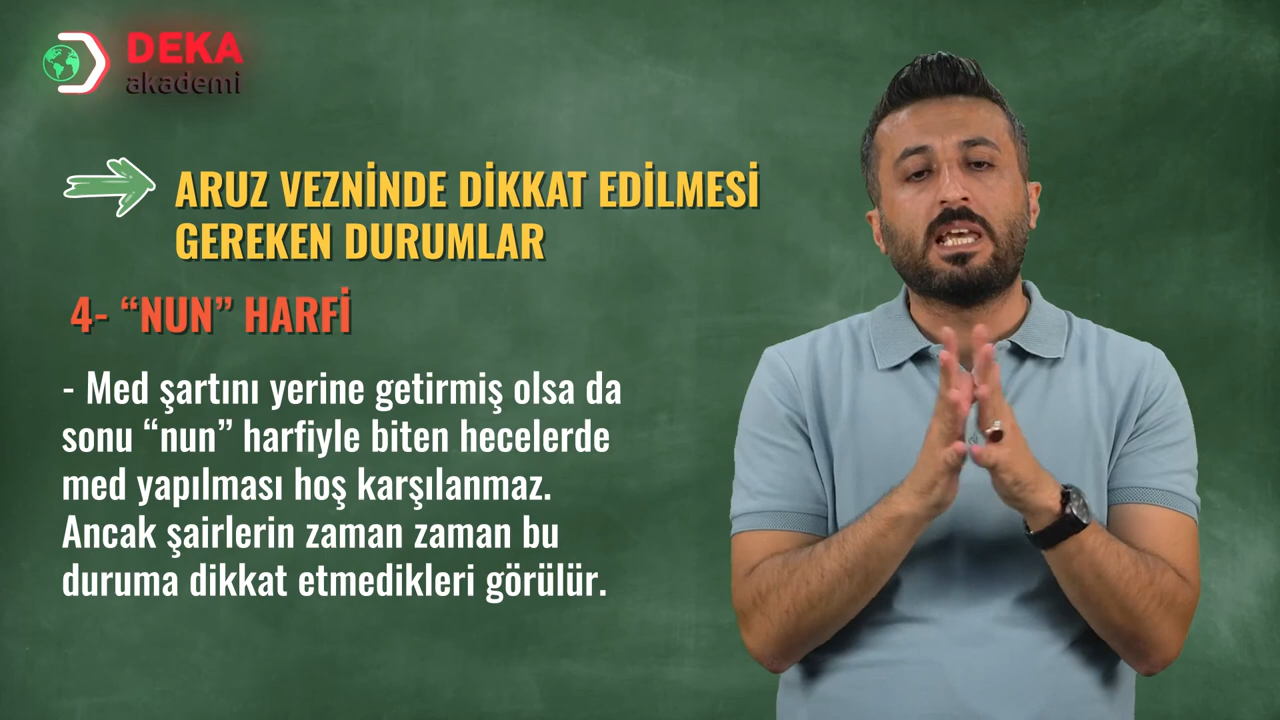 DEKA
akademi
ARUZ VEZNİNDE DİKKAT EDİLMESİ
GEREKEN DURUMLAR
4- “NUN” HARFİ
- Med şartını yerine getirmiş olsa da
sonu “nun” harfiyle biten hecelerde
med yapılması hoş karşılanmaz.
Ancak şairlerin zaman zaman bu
duruma dikkat etmedikleri görülür.